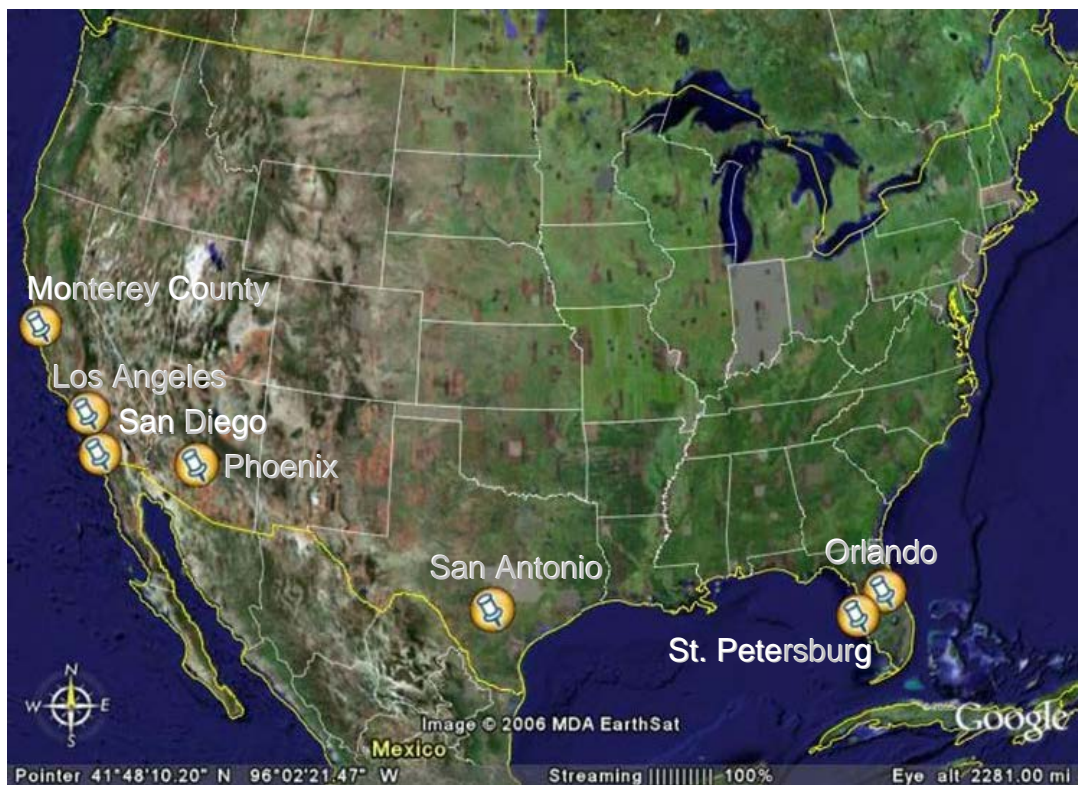 Monterey County
Los Angeles
San Diego
Phoenix
San Antonio
Orlando
St. Petersburg
N
W E
S
Image © 2006 MDA EarthSat
Google
Mexico
Pointer 41°48'10.20" N 96°02'21.47" W Streaming |||||||||| 100% Eye alt 2281.00 mi